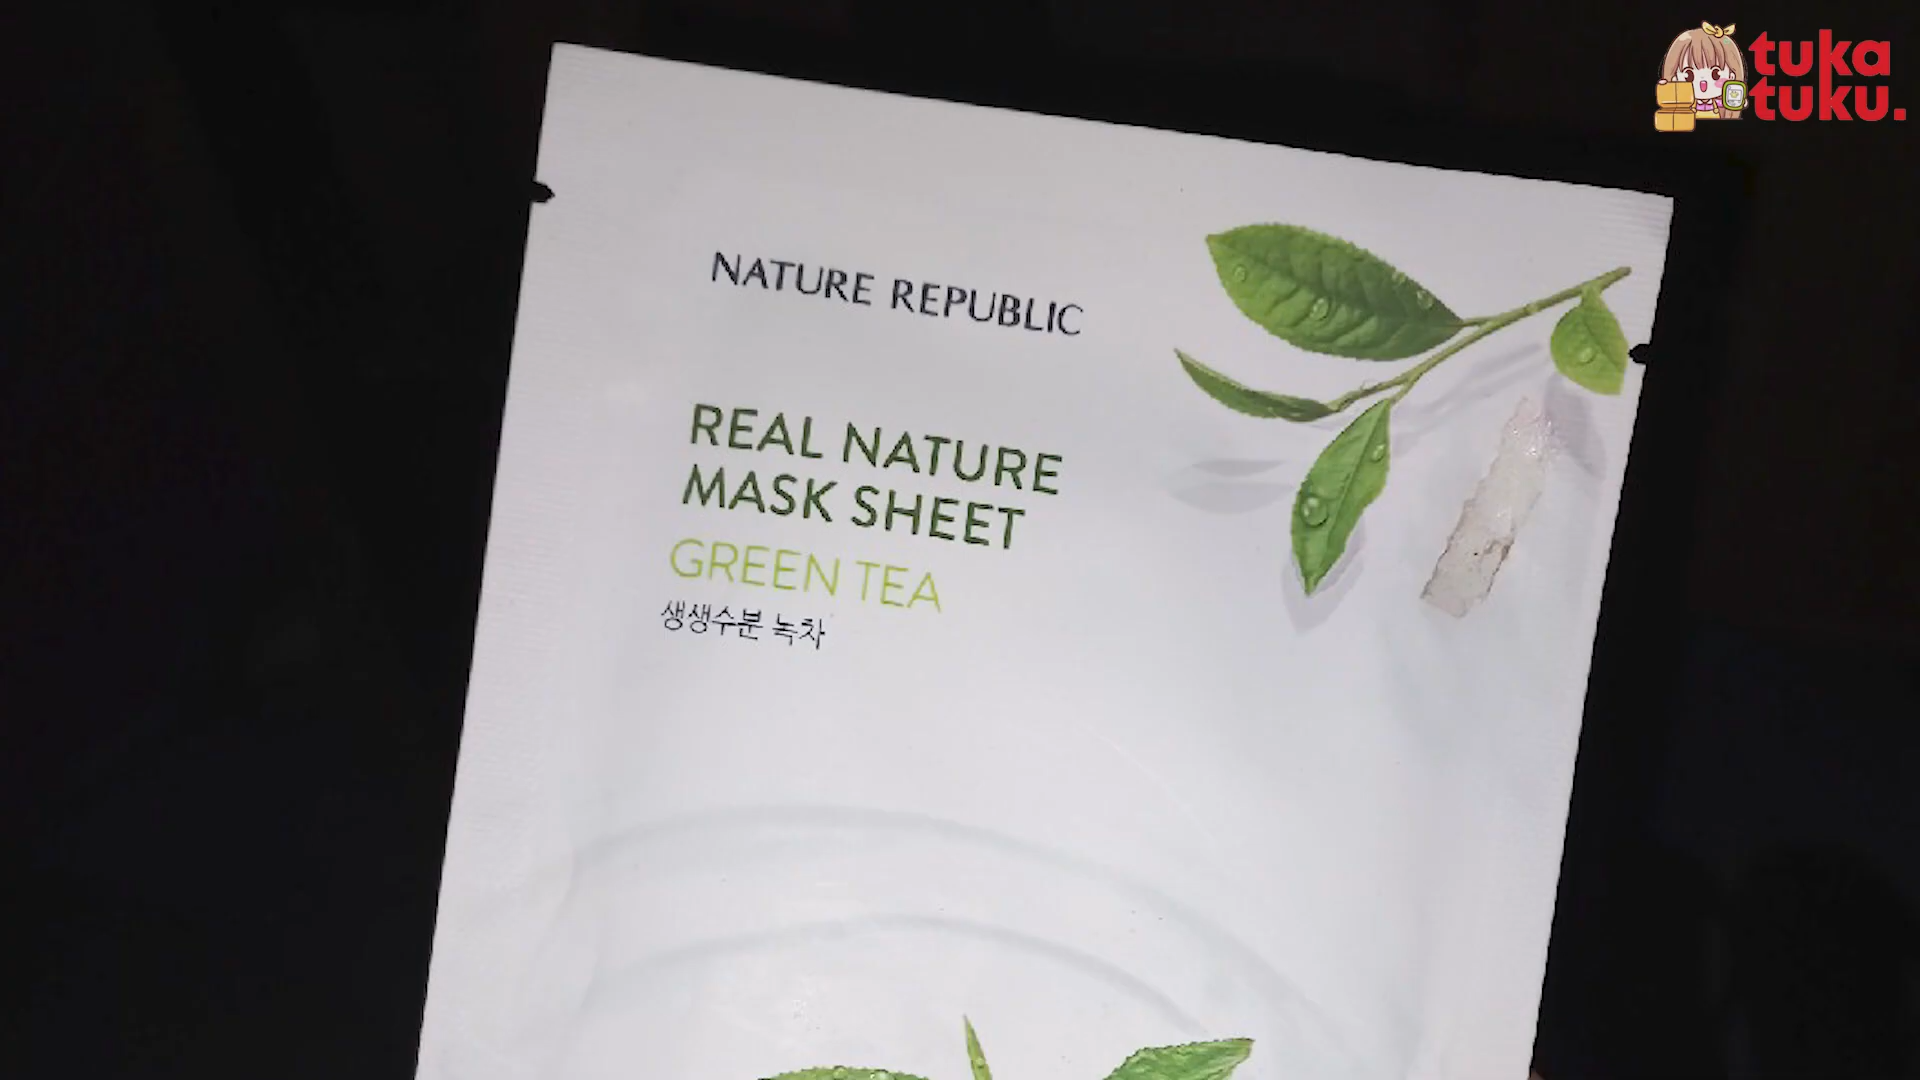 tuka
tuku.
NATURE REPUBLIC
REAL NATURE
MASK SHEET
GREEN TEA
생생수분 녹차